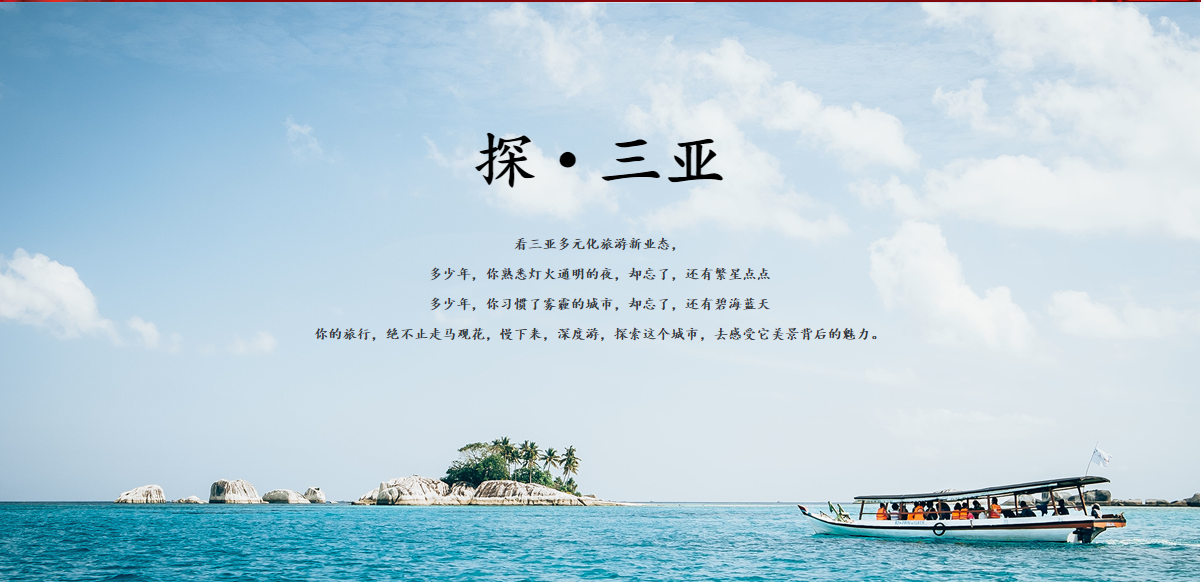 探·三亚
看三亚多元化旅游新业态，
多少年，你熟悉灯火通明的夜，却忘了，还有繁星点点
多少年，你习惯了雾霾的城市，却忘了，还有碧海蓝天
你的旅行，绝不止走马观花，慢下来，深度游，探索这个城市，去感受它美景背后的魅力。